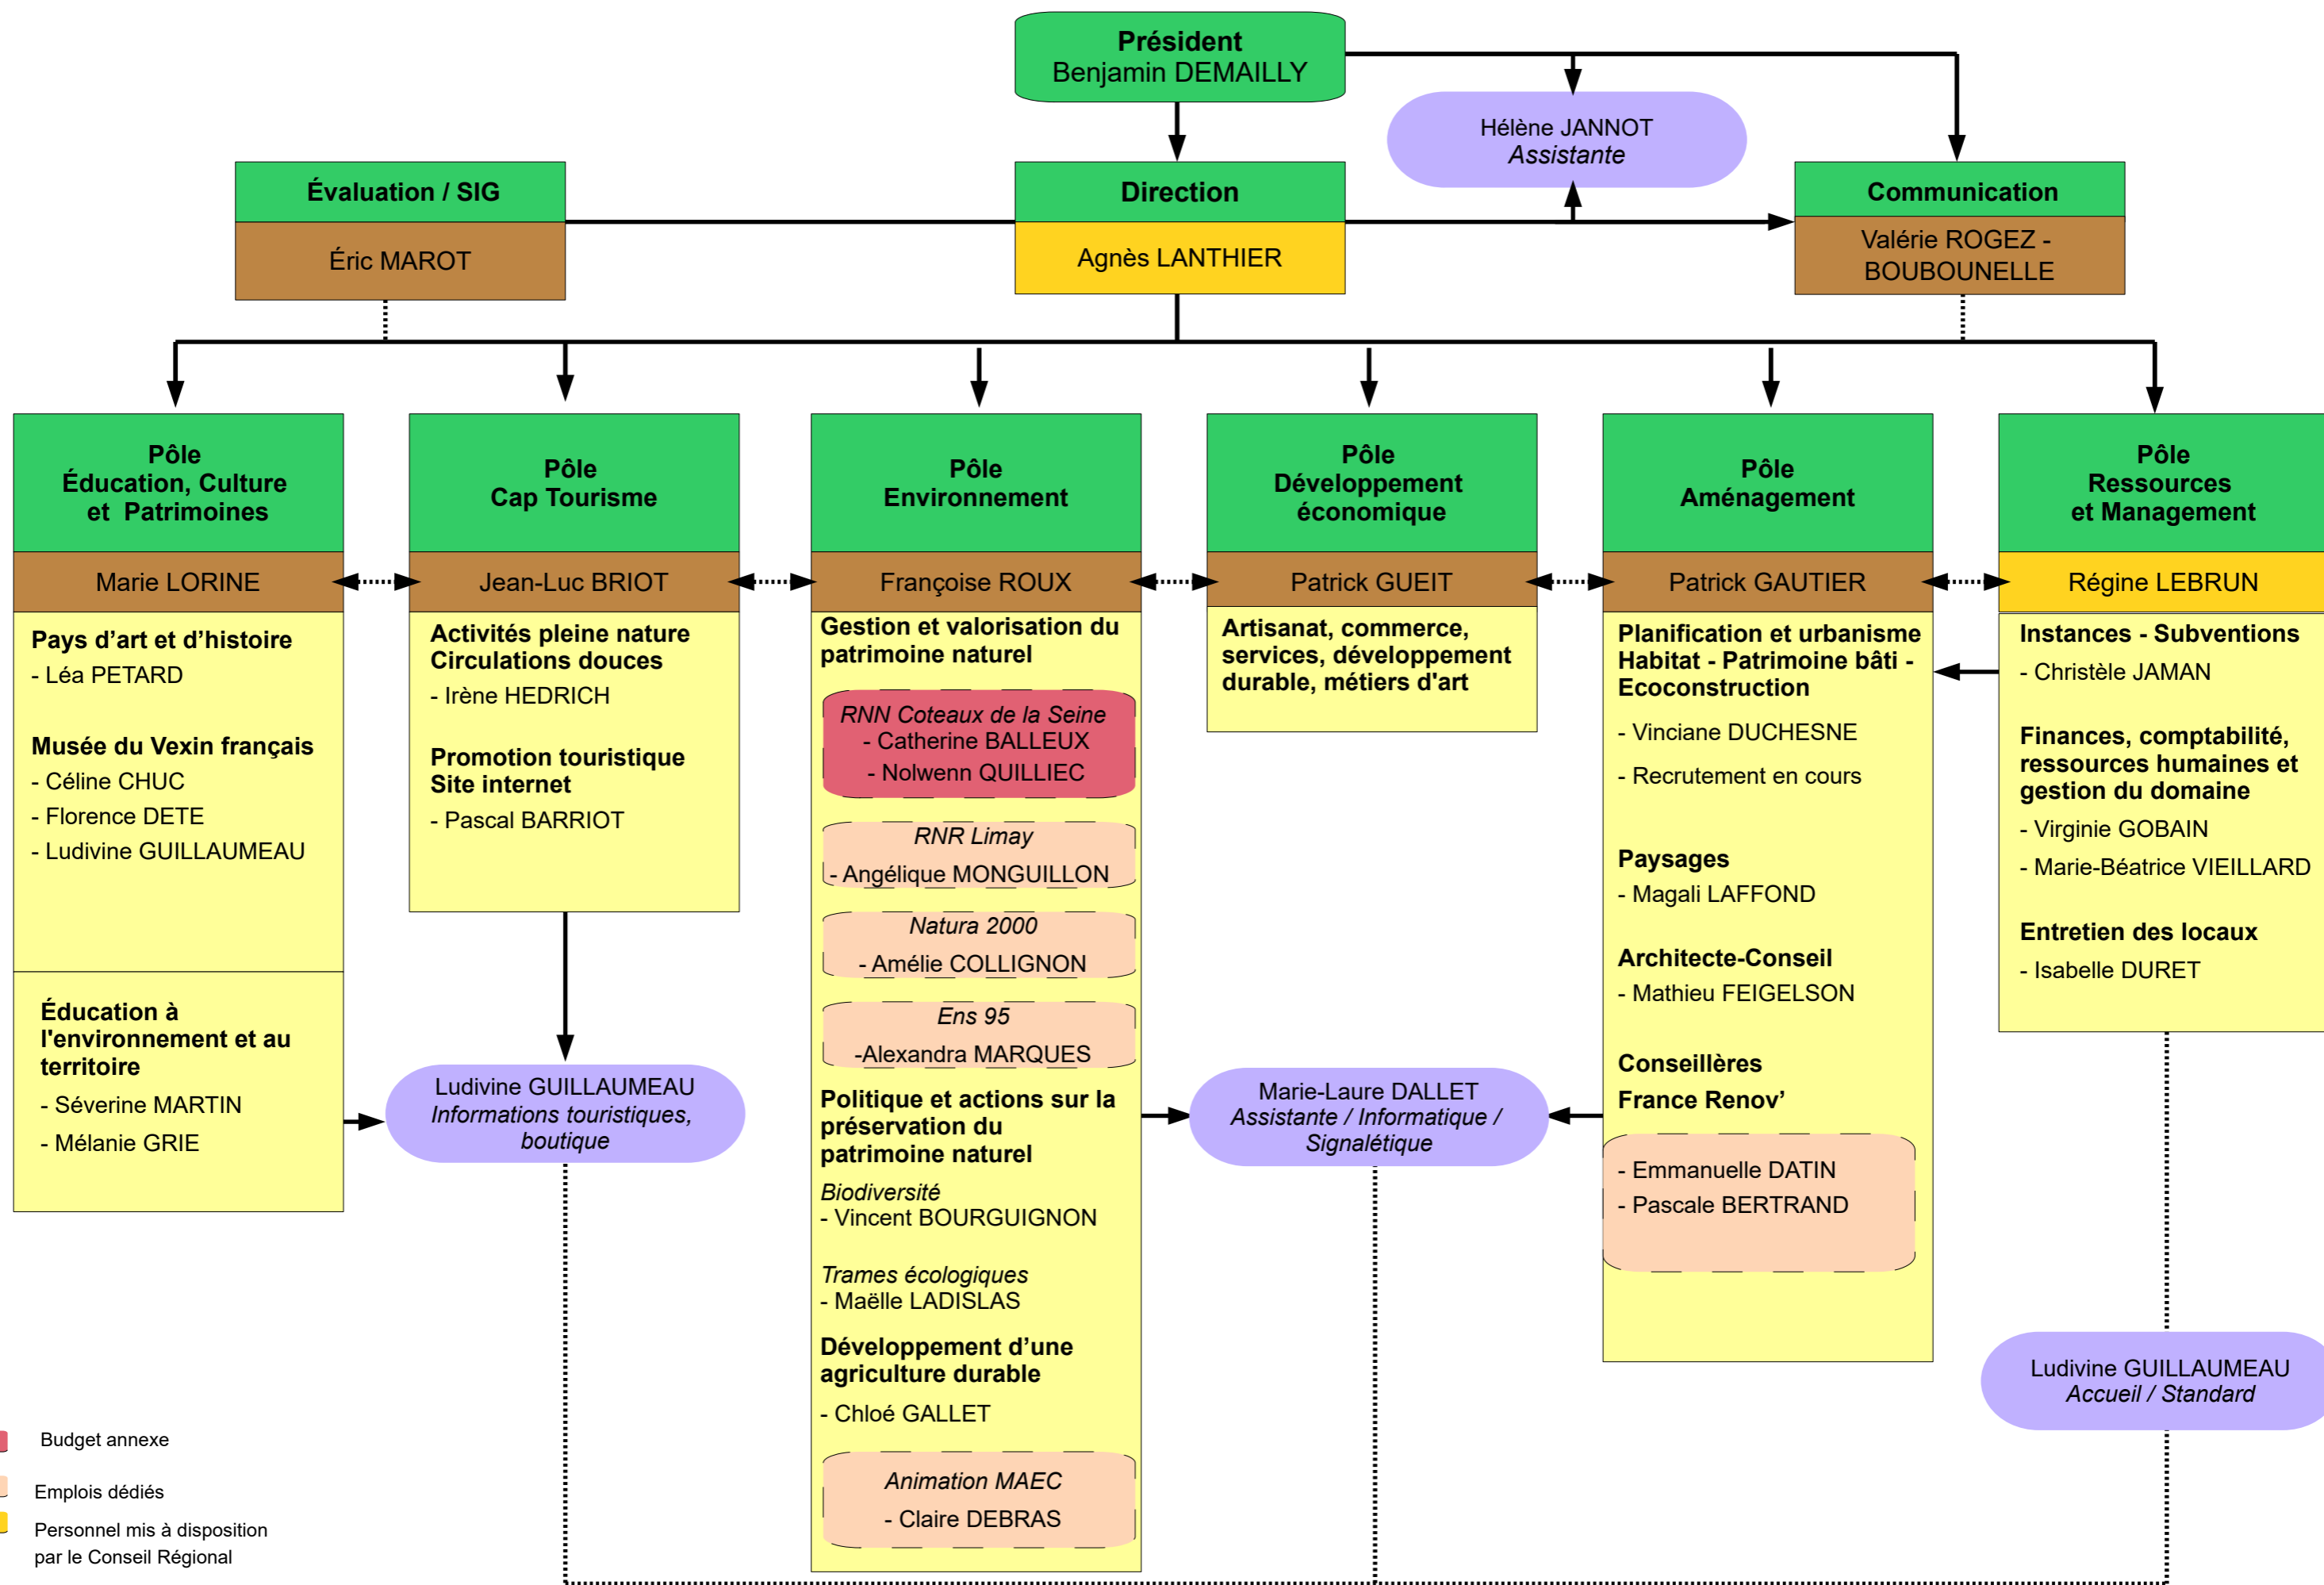 Président
Benjamin DEMAILLY
Hélène JANNOT
Assistante
Évaluation / SIG
Éric MAROT
Direction
Agnès LANTHIER
Communication
Valérie ROGEZ -
BOUBOUNELLE
Pôle
Éducation, Culture
et Patrimoines
Marie LORINE
Pays d’art et d’histoire
- Léa PETARD
Musée du Vexin français
- Céline CHUC
- Florence DETE
- Ludivine GUILLAUMEAU
Éducation à
l'environnement et au
territoire
- Séverine MARTIN
- Mélanie GRIE
Pôle
Cap Tourisme
Jean-Luc BRIOT
Activités pleine nature
Circulations douces
- Irène HEDRICH
Promotion touristique
Site internet
- Pascal BARRIOT
Ludivine GUILLAUMEAU
Informations touristiques,
boutique
Pôle
Environnement
Françoise ROUX
Gestion et valorisation du
patrimoine naturel
RNN Coteaux de la Seine
- Catherine BALLEUX
- Nolwenn QUILLIEC
RNR Limay
- Angélique MONGUILLON
Natura 2000
- Amélie COLLIGNON
Ens 95
-Alexandra MARQUES
Politique et actions sur la
préservation du
patrimoine naturel
Biodiversité
- Vincent BOURGUIGNON
Trames écologiques
- Maëlle LADISLAS
Développement d’une
agriculture durable
- Chloé GALLET
Animation MAEC
- Claire DEBRAS
Pôle
Développement
économique
Patrick GUEIT
Artisanat, commerce,
services, développement
durable, métiers d'art
Marie-Laure DALLET
Assistante / Informatique /
Signalétique
Pôle
Aménagement
Patrick GAUTIER
Planification et urbanisme
Habitat - Patrimoine bâti -
Ecoconstruction
- Vinciane DUCHESNE
- Recrutement en cours
Paysages
- Magali LAFFOND
Architecte-Conseil
- Mathieu FEIGELSON
Conseillères
France Renov’
- Emmanuelle DATIN
- Pascale BERTRAND
Pôle
Ressources
et Management
Régine LEBRUN
Instances - Subventions
- Christèle JAMAN
Finances, comptabilité,
ressources humaines et
gestion du domaine
- Virginie GOBAIN
- Marie-Béatrice VIEILLARD
Entretien des locaux
- Isabelle DURET
Ludivine GUILLAUMEAU
Accueil / Standard
Budget annexe
Emplois dédiés
Personnel mis à disposition
par le Conseil Régional